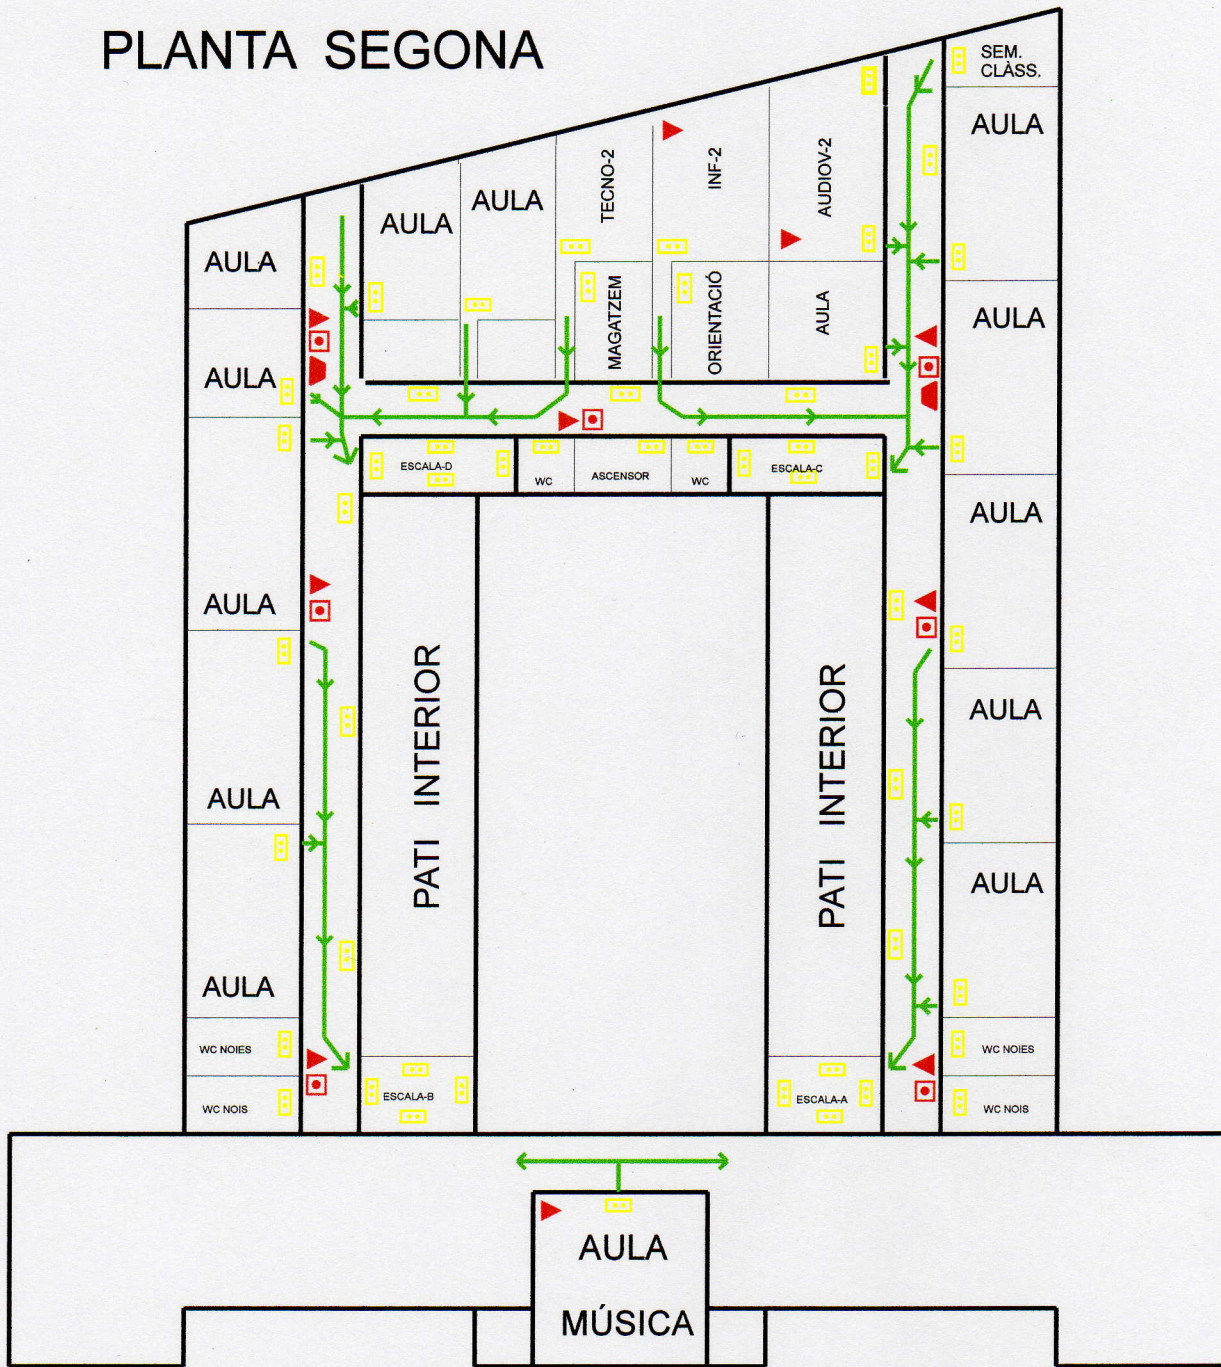 PLANTA SEGONA
SEM.
CLÀSS.
AULA
AULA
AULA
TECNO-2
INF-2
AUDIOV-2
AULA
AULA
MAGATZEM
ORIENTACIÓ
AULA
AULA
ESCALA-D
WC
ASCENSOR
WC
ESCALA-C
AULA
AULA
PATI INTERIOR
PATI INTERIOR
AULA
AULA
AULA
AULA
WC NOIES
WC NOIES
ESCALA-B
ESCALA-A
WC NOIS
WC NOIS
AULA
MÚSICA